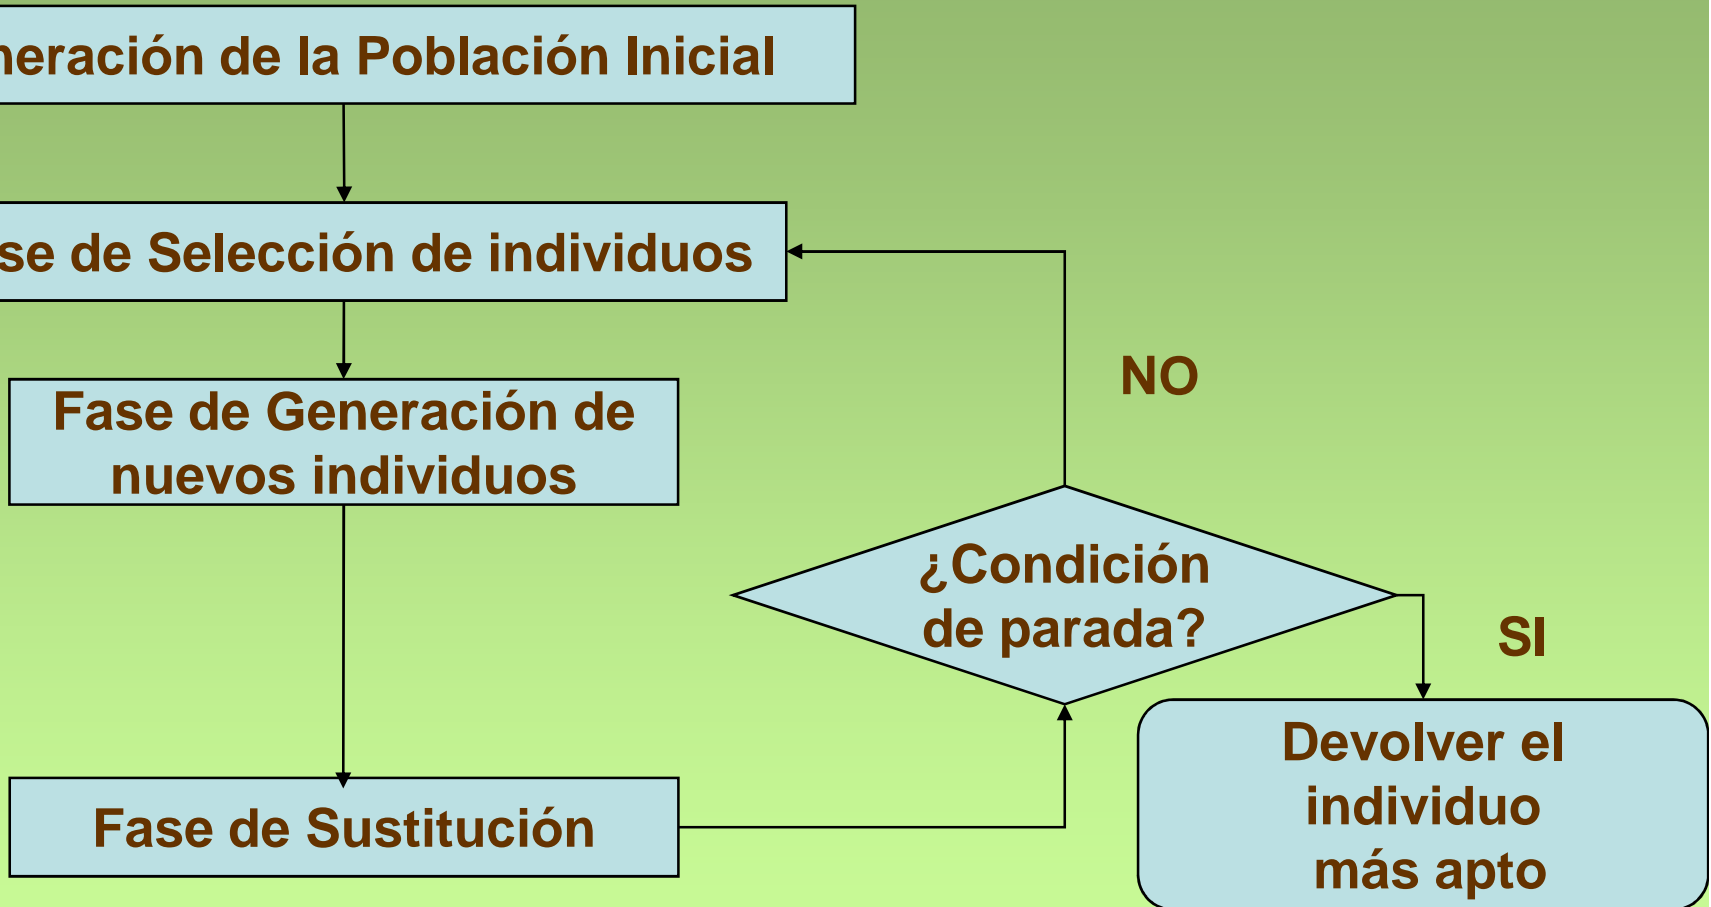 neración de la Población Inicial
se de Selección de individuos
NO
Fase de Generación de
nuevos individuos
¿Condición
de parada?
SI
Devolver el
individuo
más apto
Fase de Sustitución